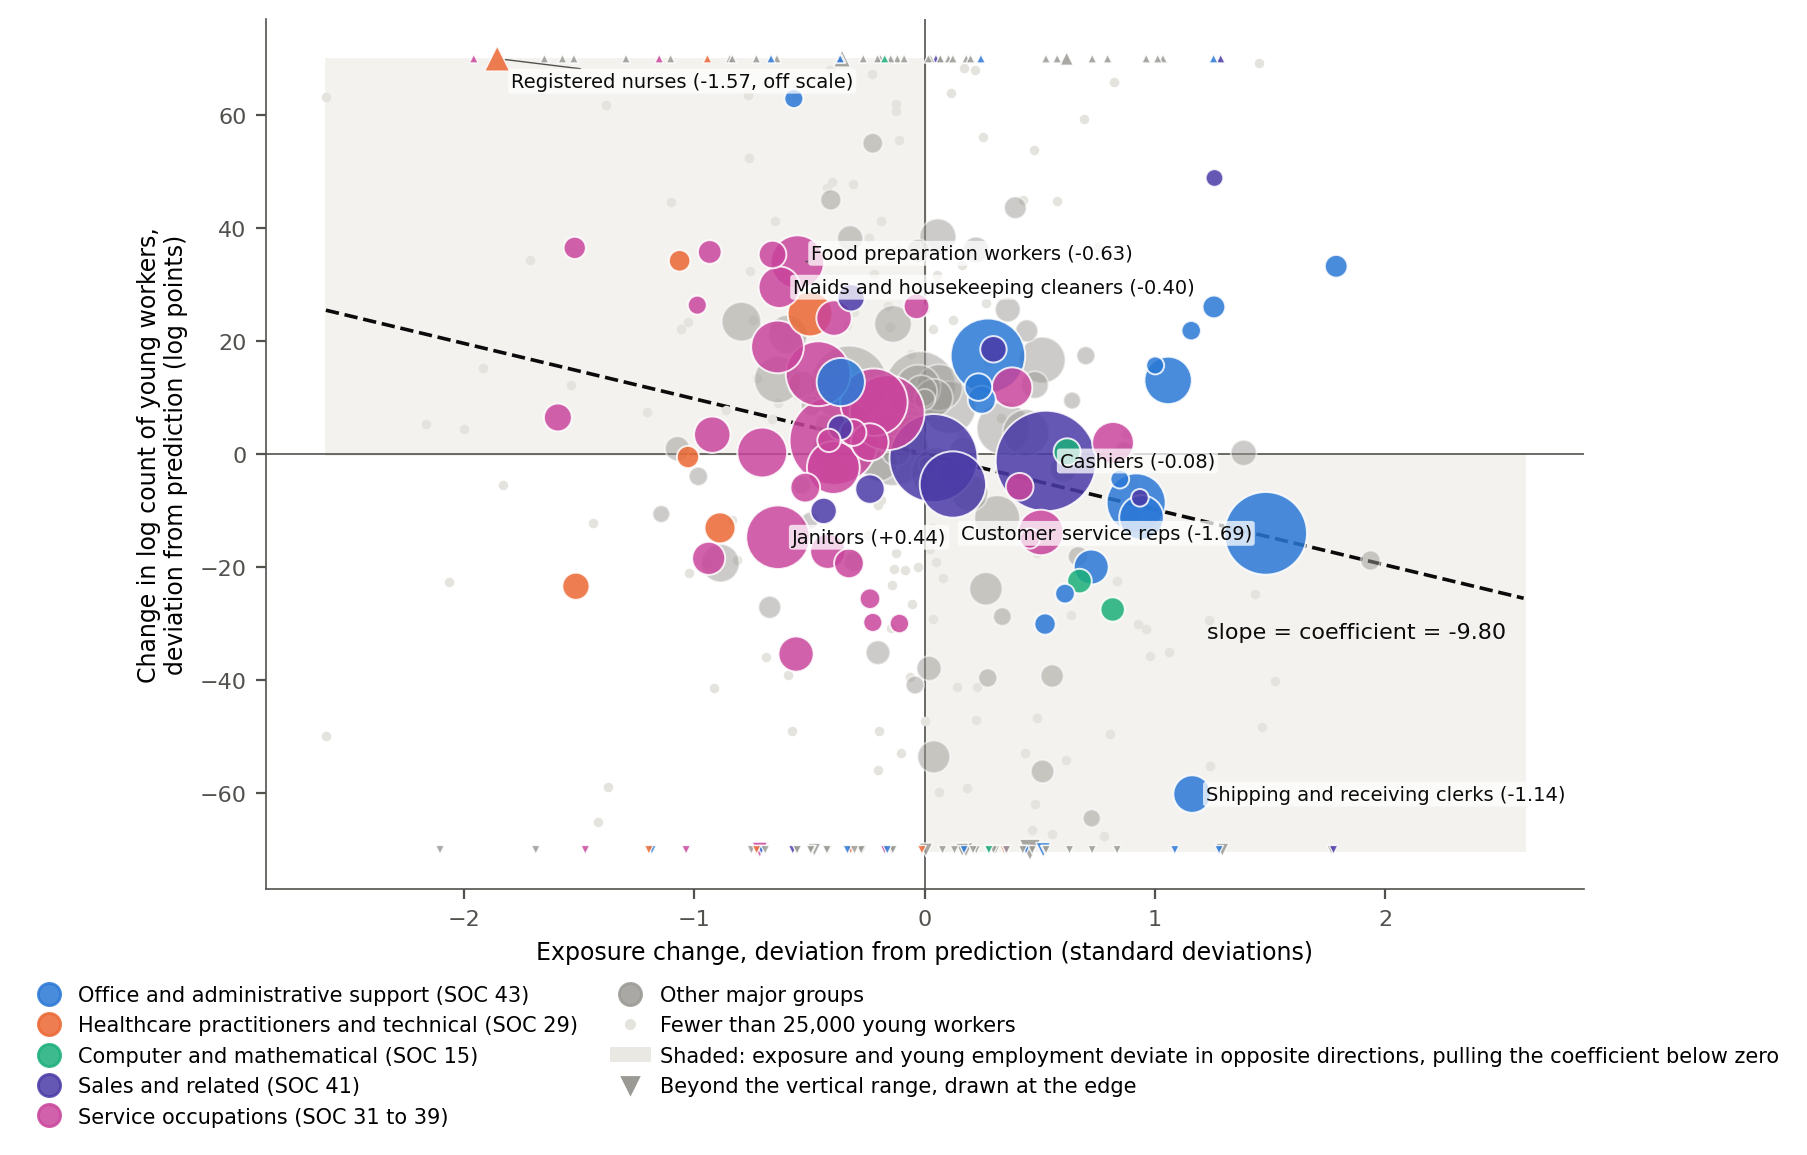 Registered nurses (-1.57, off scale)
60
40
Food preparation workers (-0.63)
Maids and housekeeping cleaners (-0.40)
20
0
Cashiers (-0.08)
Janitors (+0.44)
Customer service reps (-1.69)
−20
slope = coefficient = -9.80
−40
−60
Shipping and receiving clerks (-1.14)
Change in log count of young workers,
deviation from prediction (log points)
−2
−1
0
1
2
Exposure change, deviation from prediction (standard deviations)
Office and administrative support (SOC 43)
Healthcare practitioners and technical (SOC 29)
Computer and mathematical (SOC 15)
Sales and related (SOC 41)
Service occupations (SOC 31 to 39)
Other major groups
Fewer than 25,000 young workers
Shaded: exposure and young employment deviate in opposite directions, pulling the coefficient below zero
Beyond the vertical range, drawn at the edge